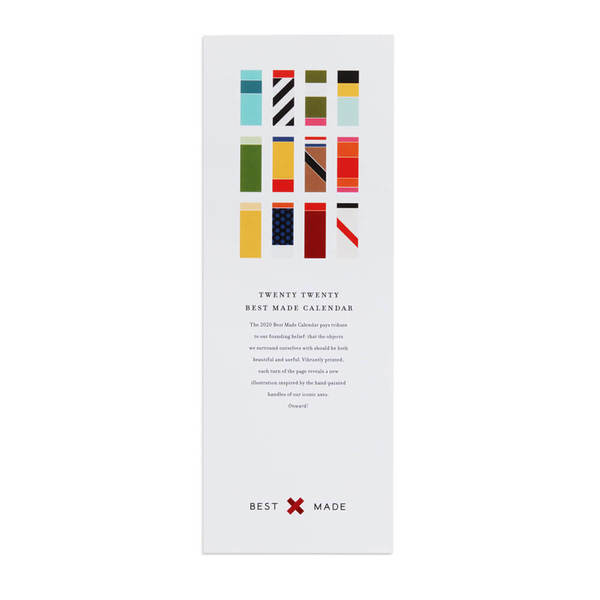 TWENTY TWENTY
BEST MADE CALENDAR
The 2020 Best Made Calendar pays tribute
to our founding belief: that the objects
we surround ourselves with should be both
beautiful and useful. Vibrantly printed,
each turn of the page reveals a new
illustration inspired by the hand-painted
handles of our iconic axes.
Onward!
BEST MADE